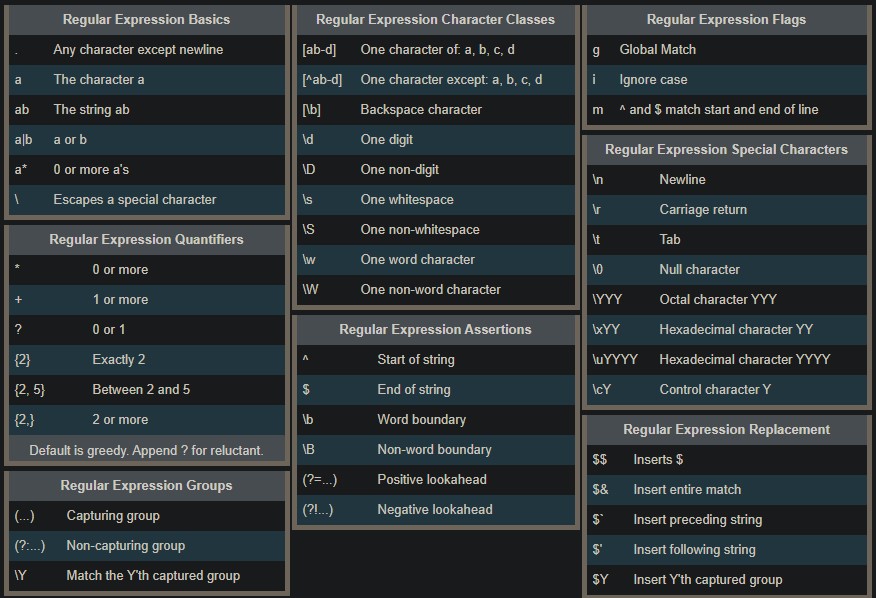 Regular Expression Basics
. Any character except newline
a The character a
ab The string ab
a|b a or b
a* 0 or more a's
\ Escapes a special character
Regular Expression Quantifiers
* 0 or more
+ 1 or more
? 0 or 1
{2} Exactly 2
{2, 5} Between 2 and 5
{2,} 2 or more
Default is greedy. Append ? for reluctant.
Regular Expression Groups
(...) Capturing group
(?:...) Non-capturing group
\Y Match the Y'th captured group
Regular Expression Character Classes
[ab-d] One character of: a, b, c, d
[^ab-d] One character except: a, b, c, d
[\b] Backspace character
\d One digit
\D One non-digit
\s One whitespace
\S One non-whitespace
\w One word character
\W One non-word character
Regular Expression Assertions
^ Start of string
$ End of string
\b Word boundary
\B Non-word boundary
(?=...) Positive lookahead
(?!...) Negative lookahead
Regular Expression Flags
g Global Match
i Ignore case
m ^ and $ match start and end of line
Regular Expression Special Characters
\n Newline
\r Carriage return
\t Tab
\0 Null character
\YYY Octal character YYY
\xYY Hexadecimal character YY
\uYYYY Hexadecimal character YYYY
\cY Control character Y
Regular Expression Replacement
$$ Inserts $
$& Insert entire match
$` Insert preceding string
$' Insert following string
$Y Insert Y'th captured group